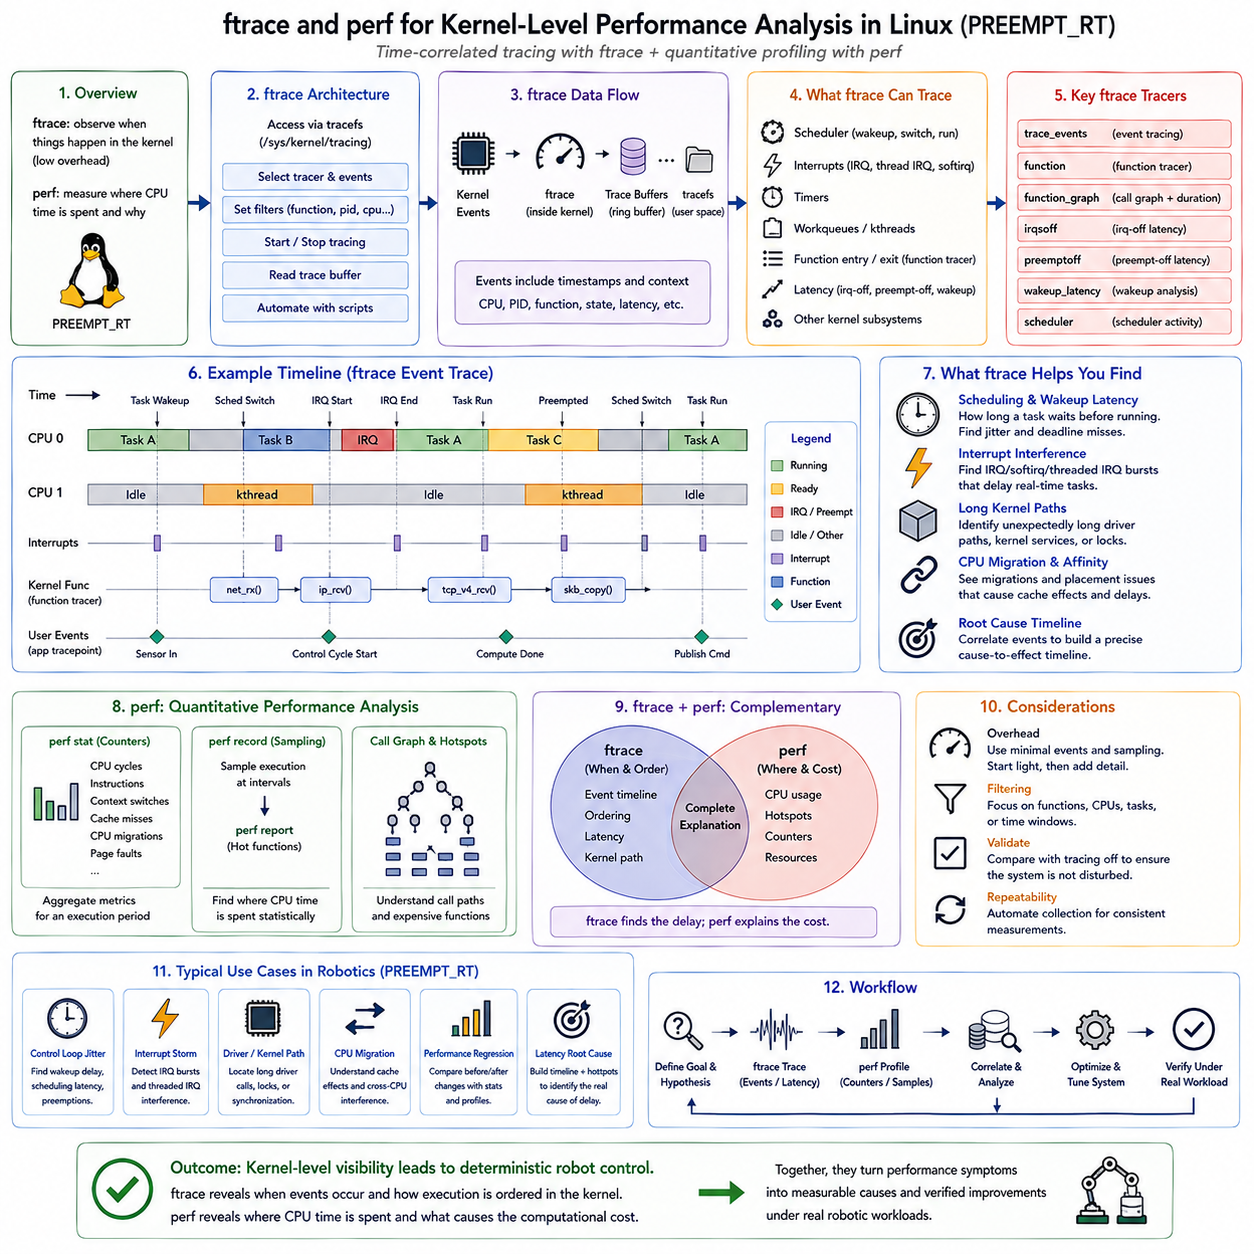 ftrace and perf for Kernel-Level Performance Analysis in Linux (PREEMPT_RT)
Time-correlated tracing with ftrace + quantitative profiling with perf
1. Overview
ftrace: observe when
things happen in the kernel
(low overhead)
perf: measure where CPU
time is spent and why
PREEMPT_RT
2. ftrace Architecture
Access via tracefs
(/sys/kernel/tracing)
Select tracer & events
Set filters (function, pid, cpu...)
Start / Stop tracing
Read trace buffer
Automate with scripts
3. ftrace Data Flow
Kernel
Events
ftrace
(inside kernel)
Trace Buffers
(ring buffer)
...
tracefs
(user space)
Events include timestamps and context
CPU, PID, function, state, latency, etc.
4. What ftrace Can Trace
Scheduler (wakeup, switch, run)
Interrupts (IRQ, thread IRQ, softirq)
Timers
Workqueues / kthreads
Function entry / exit (function tracer)
Latency (irq-off, preempt-off, wakeup)
Other kernel subsystems
5. Key ftrace Tracers
trace_events (event tracing)
function (function tracer)
function_graph (call graph + duration)
irqsoff (irq-off latency)
preemptoff (preempt-off latency)
wakeup_latency (wakeup analysis)
scheduler (scheduler activity)
6. Example Timeline (ftrace Event Trace)
Time
Task Wakeup Sched Switch IRQ Start IRQ End Task Run Preempted Sched Switch Task Run
CPU 0 Task A Task B IRQ Task A Task C Task A
CPU 1 Idle kthread Idle kthread Idle
Interrupts
Kernel Func
(function tracer)
net_rx() ip_rcv() tcp_v4_rcv() skb_copy()
User Events
(app tracepoint)
Sensor In Control Cycle Start Compute Done Publish Cmd
Legend
Running
Ready
IRQ / Preempt
Idle / Other
Interrupt
Function
User Event
7. What ftrace Helps You Find
Scheduling & Wakeup Latency
How long a task waits before running.
Find jitter and deadline misses.
Interrupt Interference
Find IRQ/softirq/threaded IRQ bursts
that delay real-time tasks.
Long Kernel Paths
Identify unexpectedly long driver
paths, kernel services, or locks.
CPU Migration & Affinity
See migrations and placement issues
that cause cache effects and delays.
Root Cause Timeline
Correlate events to build a precise
cause-to-effect timeline.
8. perf: Quantitative Performance Analysis
perf stat (Counters)
CPU cycles
Instructions
Context switches
Cache misses
CPU migrations
Page faults
...
Aggregate metrics
for an execution period
perf record (Sampling)
Sample execution
at intervals
perf report
(Hot functions)
Find where CPU time
is spent statistically
Call Graph & Hotspots
Understand call paths
and expensive functions
9. ftrace + perf: Complementary
ftrace
(When & Order)
Event timeline
Ordering
Latency
Kernel path
Complete
Explanation
perf
(Where & Cost)
CPU usage
Hotspots
Counters
Resources
ftrace finds the delay; perf explains the cost.
10. Considerations
Overhead
Use minimal events and sampling.
Start light, then add detail.
Filtering
Focus on functions, CPUs, tasks,
or time windows.
Validate
Compare with tracing off to ensure
the system is not disturbed.
Repeatability
Automate collection for consistent
measurements.
11. Typical Use Cases in Robotics (PREEMPT_RT)
Control Loop Jitter
Find wakeup delay,
scheduling latency,
preemptions.
Interrupt Storm
Detect IRQ bursts
and threaded IRQ
interference.
Driver / Kernel Path
Locate long driver
calls, locks, or
synchronization.
CPU Migration
Understand cache
effects and cross-CPU
interference.
Performance Regression
Compare before/after
changes with stats
and profiles.
Latency Root Cause
Build timeline + hotpots
to identify the real
cause of delay.
12. Workflow
Define Goal &
Hypothesis
ftrace Trace
(Events / Latency)
perf Profile
(Counters / Samples)
Correlate &
Analyze
Optimize &
Tune System
Verify Under
Real Workload
Outcome: Kernel-level visibility leads to deterministic robot control.
ftrace reveals when events occur and how execution is ordered in the kernel.
perf reveals where CPU time is spent and what causes the computational cost.
Together, they turn performance symptoms
into measurable causes and verified improvements
under real robotic workloads.